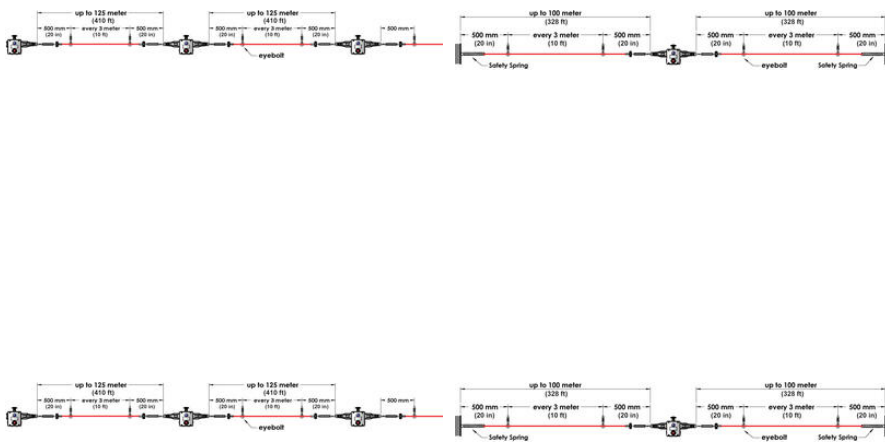 up to 125 meter up to 125 meter
(410 ft) (410 ft)
500 mm every 3 meter 500 mm 500 mm every 3 meter 500 mm 500 mm
(20 in) (10 ft) (20 in) (20 in) (10 ft) (20 in)
eyebolt
up to 100 meter up to 100 meter
(328 ft) (328 ft)
500 mm every 3 meter 500 mm 500 mm every 3 meter 500 mm
(20 in) (10 ft) (20 in) (20 in) (10 ft) (20 in)
Safety Spring eyebolt Safety Spring
up to 125 meter up to 125 meter
(410 ft) (410 ft)
500 mm every 3 meter 500 mm 500 mm every 3 meter 500 mm 500 mm
(20 in) (10 ft) (20 in) (20 in) (10 ft) (20 in)
eyebolt
up to 100 meter up to 100 meter
(328 ft) (328 ft)
500 mm every 3 meter 500 mm 500 mm every 3 meter 500 mm
(20 in) (10 ft) (20 in) (20 in) (10 ft) (20 in)
Safety Spring eyebolt Safety Spring